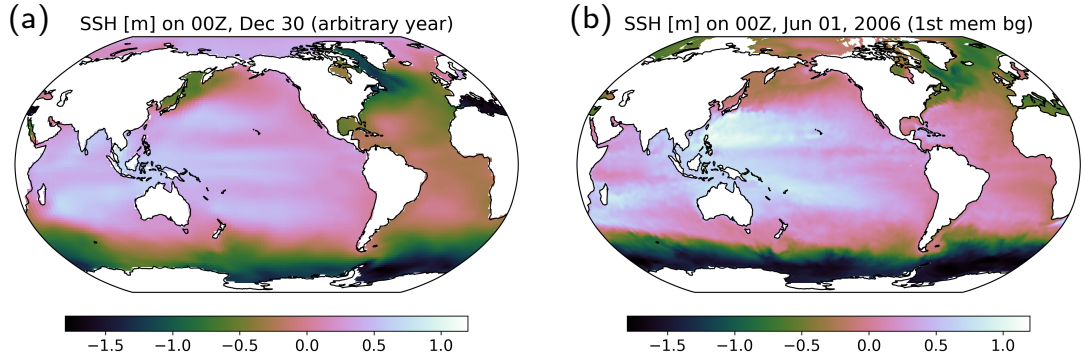 (a)
SSH [m] on 00Z, Dec 30 (arbitrary year)
−1.5 −1.0 −0.5 0.0 0.5 1.0
(b)
SSH [m] on 00Z, Jun 01, 2006 (1st mem bg)
−1.5 −1.0 −0.5 0.0 0.5 1.0